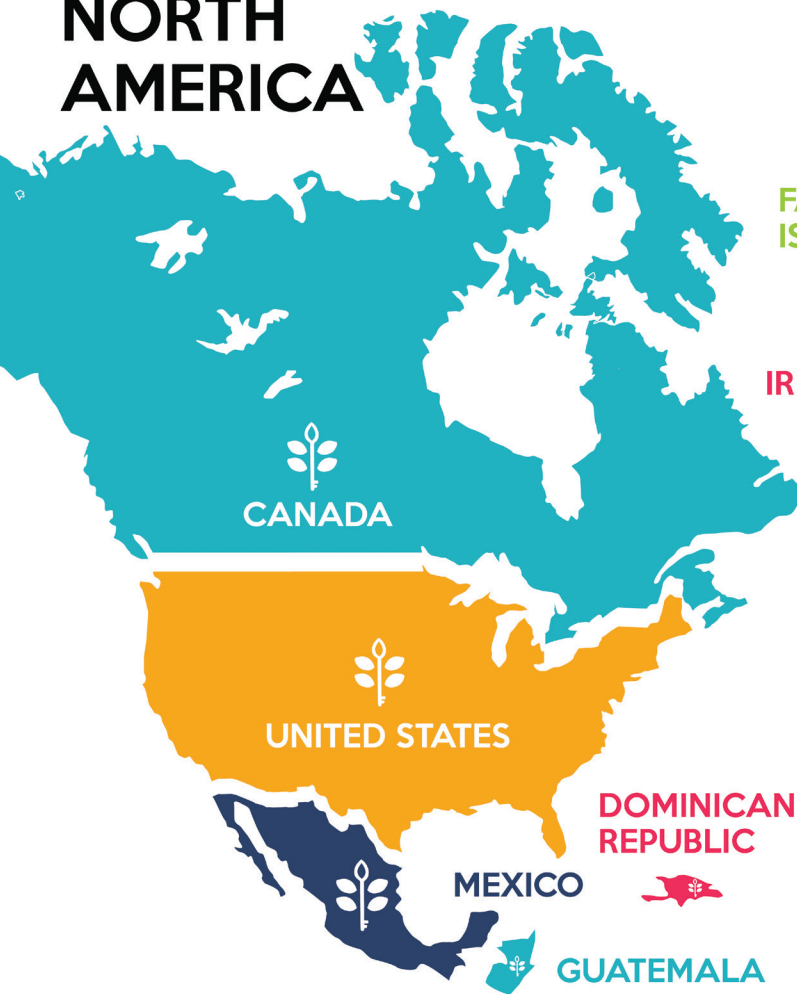 NORTH
AMERICA
CANADA
UNITED STATES
DOMINICAN
REPUBLIC
MEXICO
GUATEMALA